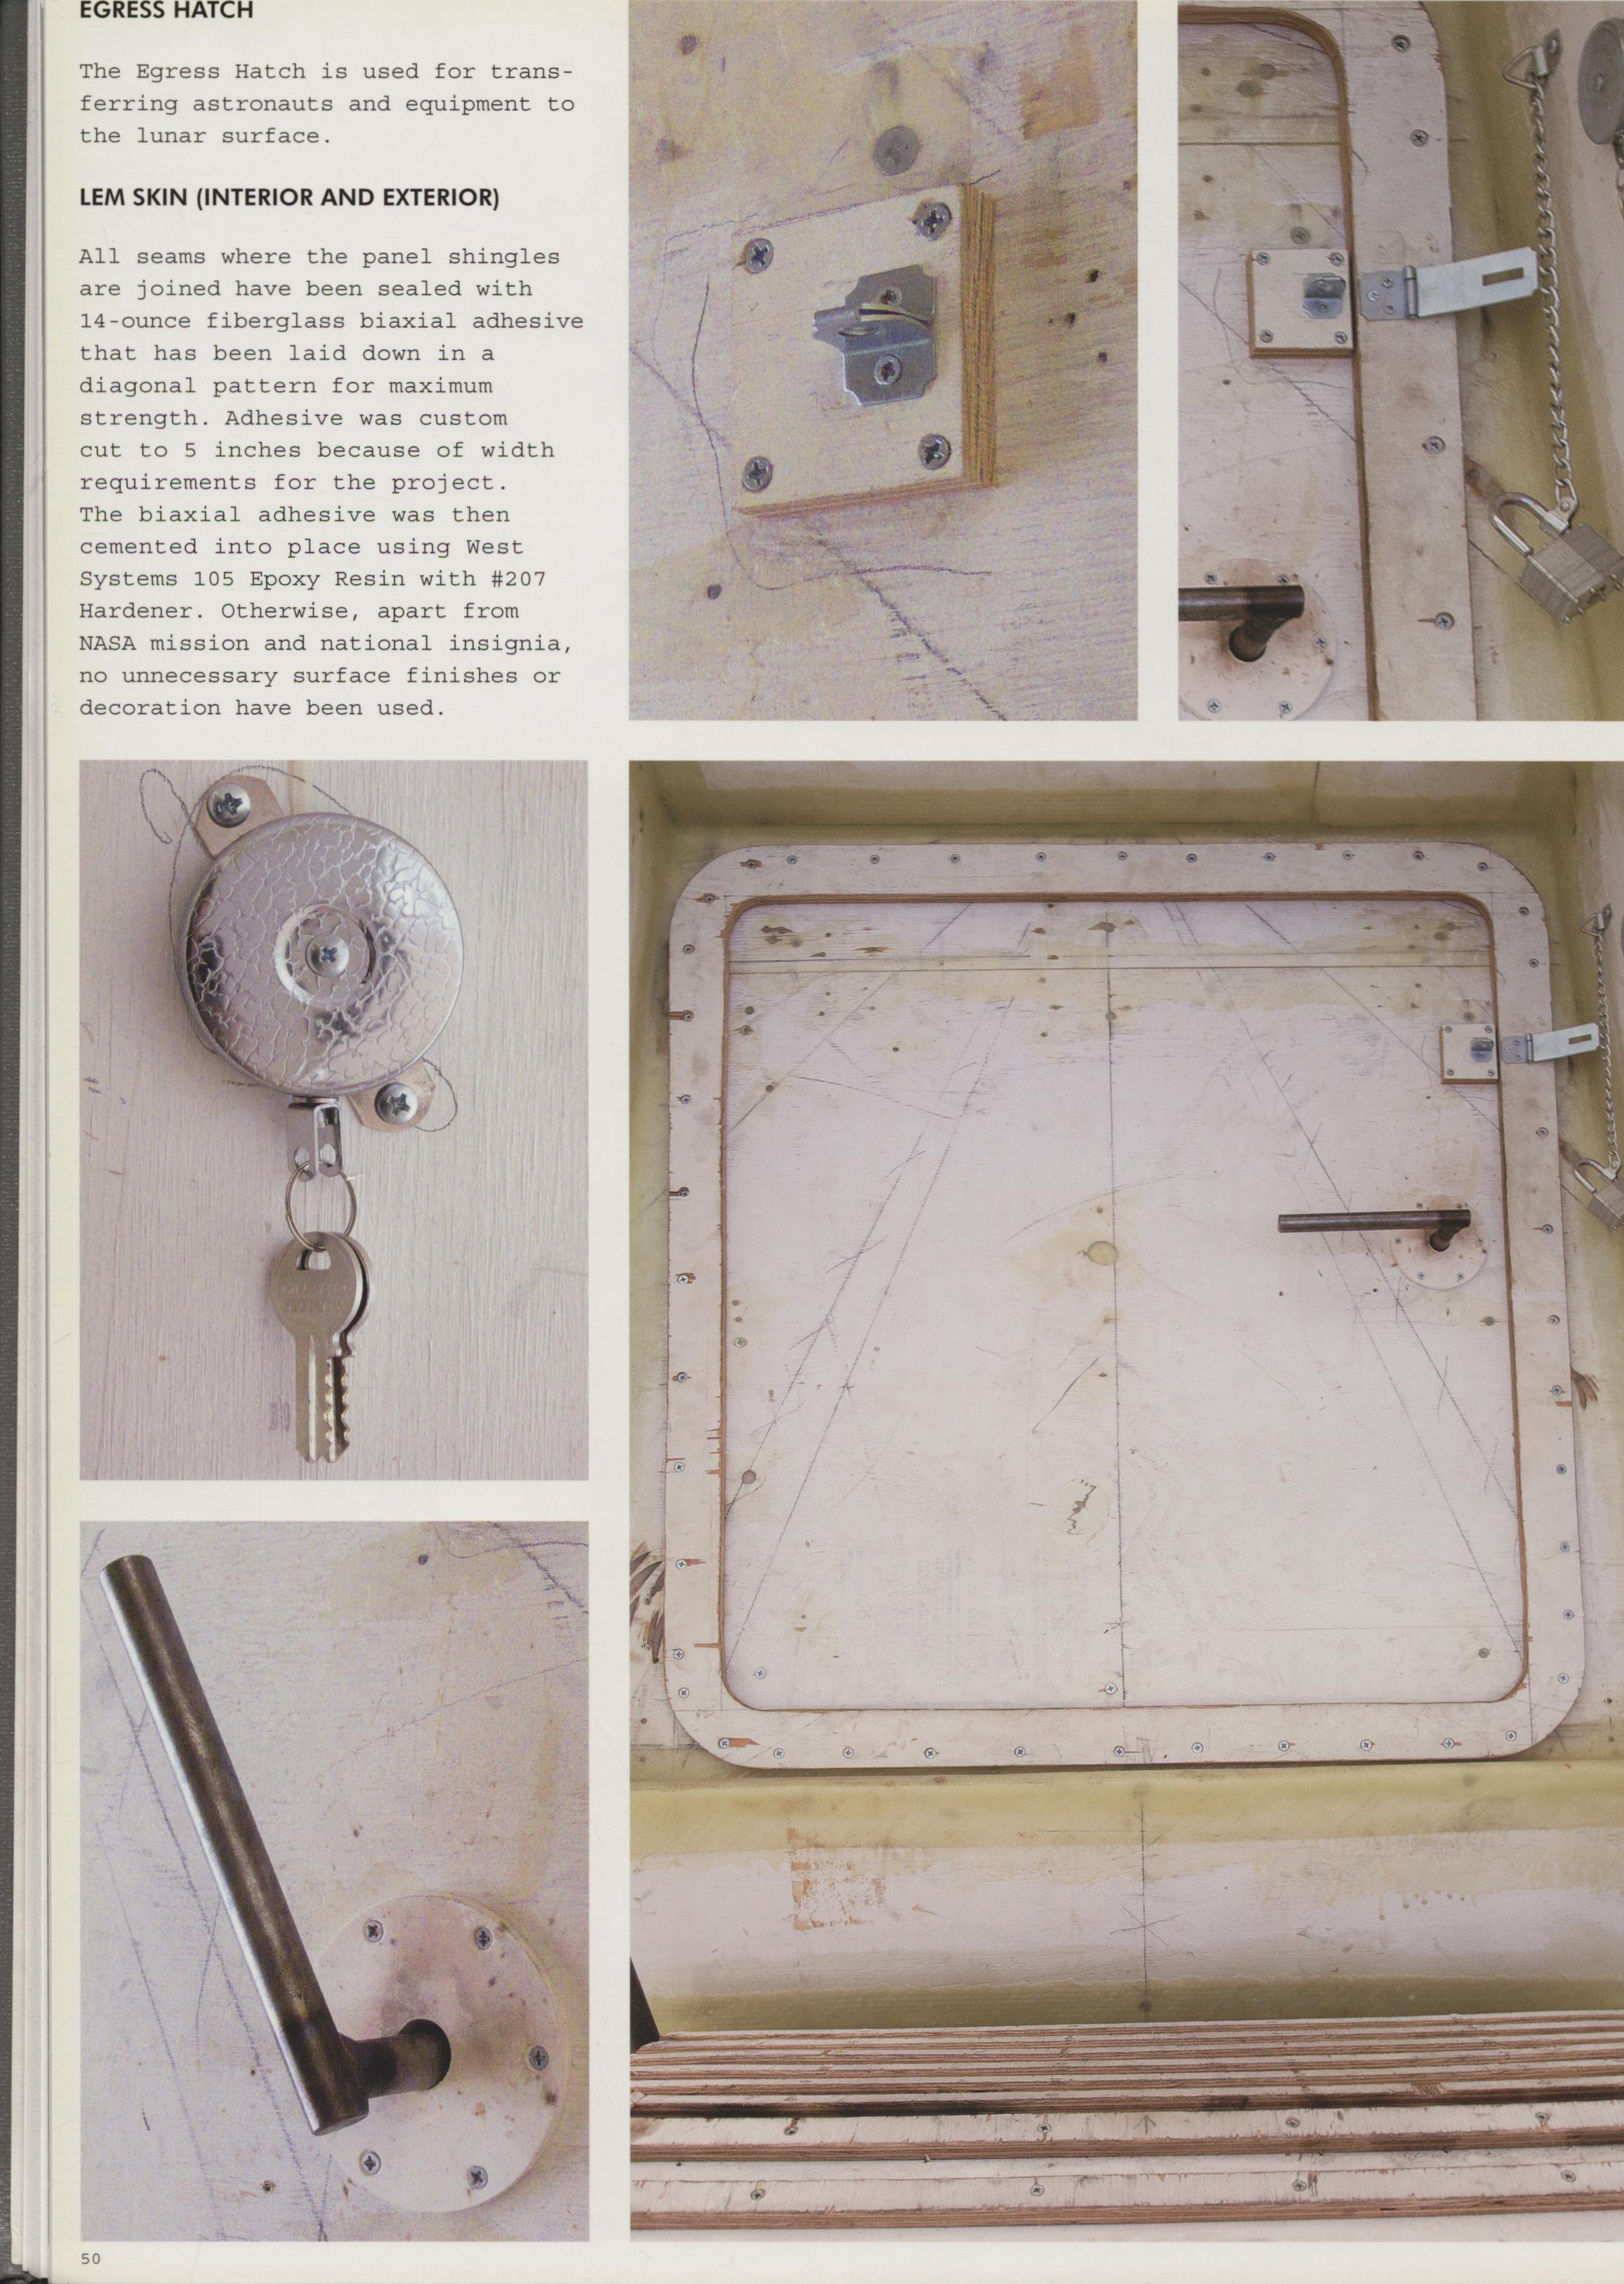 EGRESS HATCH
The Egress Hatch is used for trans-
ferring astronauts and equipment to
the lunar surface.
LEM SKIN (INTERIOR AND EXTERIOR)
All seams where the panel shingles
are joined have been sealed with
14-ounce fiberglass biaxial adhesive
that has been laid down in a
diagonal pattern for maximum
strength. Adhesive was custom
cut to 5 inches because of width
requirements for the project.
The biaxial adhesive was then
cemented into place using West
Systems 105 Epoxy Resin with #207
Hardener. Otherwise, apart from
NASA mission and national insignia,
no unnecessary surface finishes or
decoration have been used.
50